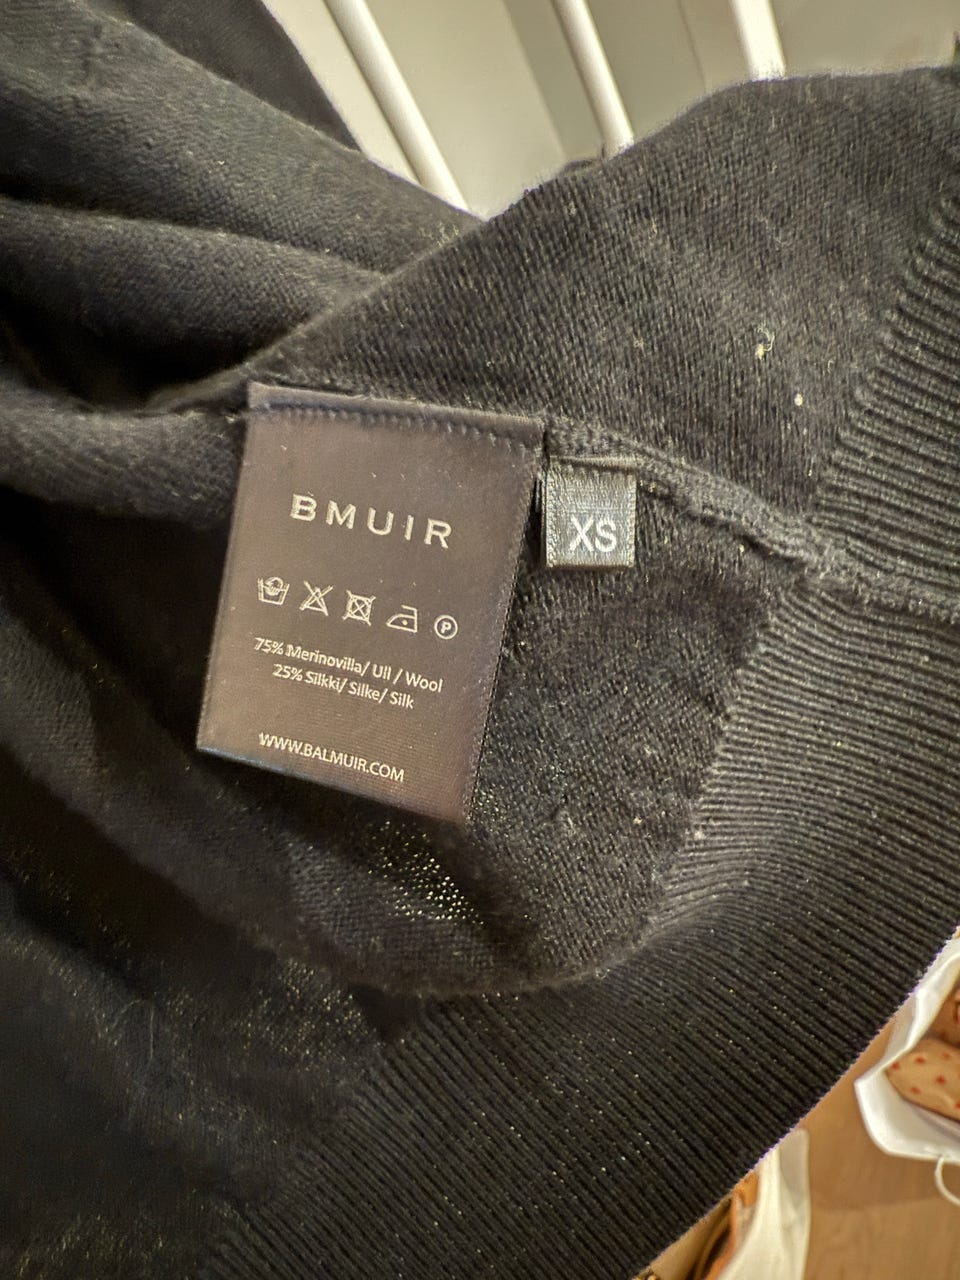 BMUIR
XS
P
75% Merinovilla/ Ull / Wool
25% Silkki/ Silke/ Silk
WWW.BALMUIR.COM